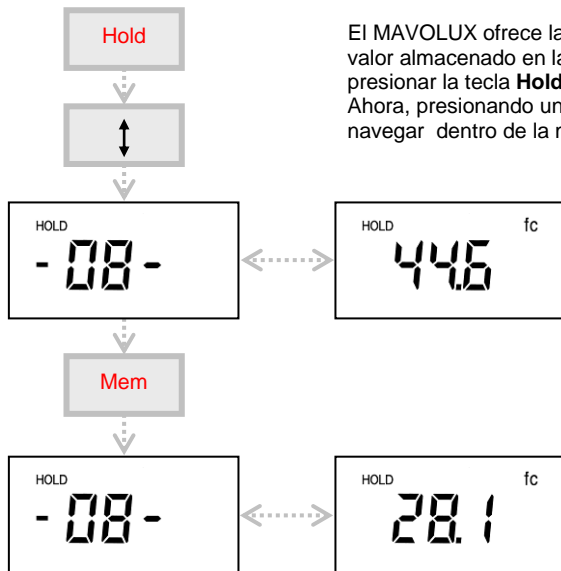 Hold
El MAVOLUX ofrece la
valor almacenado en la
presionar la tecla Hold
Ahora, presionando un
navegar dentro de la
HOLD
-08-
HOLD fc
44.6
Mem
HOLD
-08-
HOLD fc
28.1